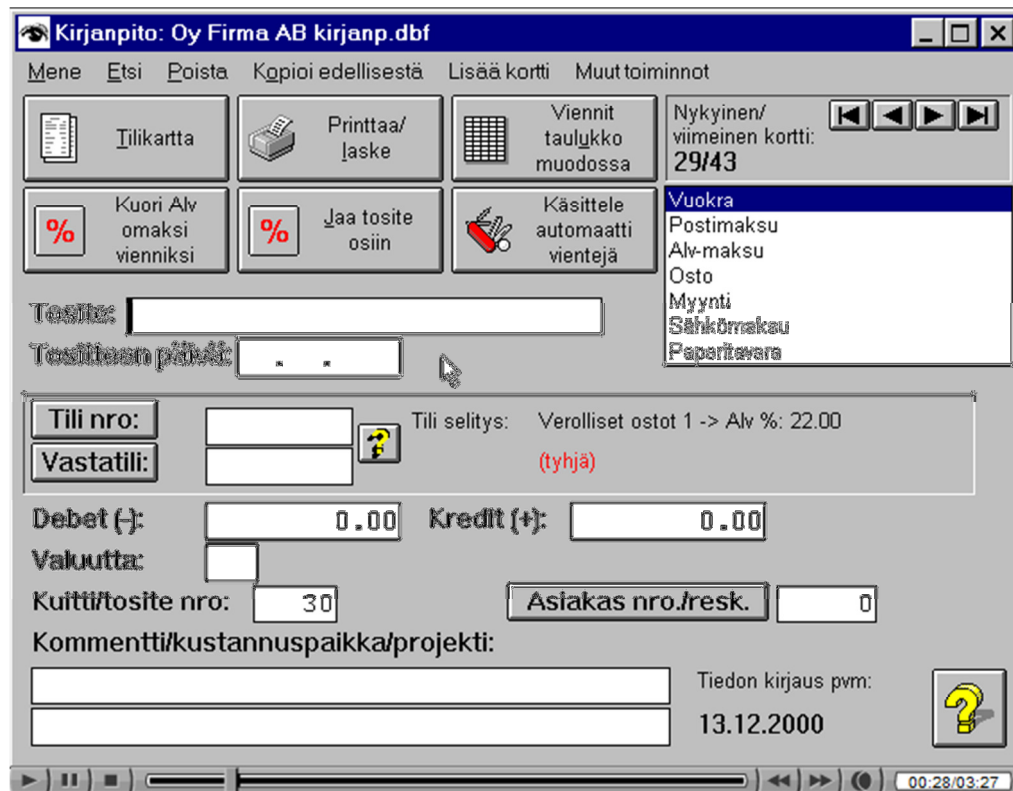 Kirjanpito: Oy Firma AB kirjanp.dbf
Mene Etsi Poista Kopioi edellisestä Lisää kortti Muut toiminnot
Tilikartta
Printtaa/
laske
Viennit
taulukko
muodossa
Nykyinen/
viimeinen kortti:
29/43
Kuori Alv
omaksi
vienniksi
Jaa tosite
osiin
Käsittele
automaatti
vientejä
Vuokra
Postimaksu
Alv-maksu
Osto
Myynti
Sähkömaksu
Paperitavara
Tosite:
Tositteen päivä:
. .
Tili nro:
Tili selitys: Verolliset ostot 1 -> Alv %: 22.00
Vastatili:
(tyhjä)
Debet (-): 0.00 Kredit (+): 0.00
Valuutta:
Kuitti/tosite nro: 30 Asiakas nro./resk. 0
Kommentti/kustannuspaikka/projekti:
Tiedon kirjaus pvm:
13.12.2000
00:28/03:27